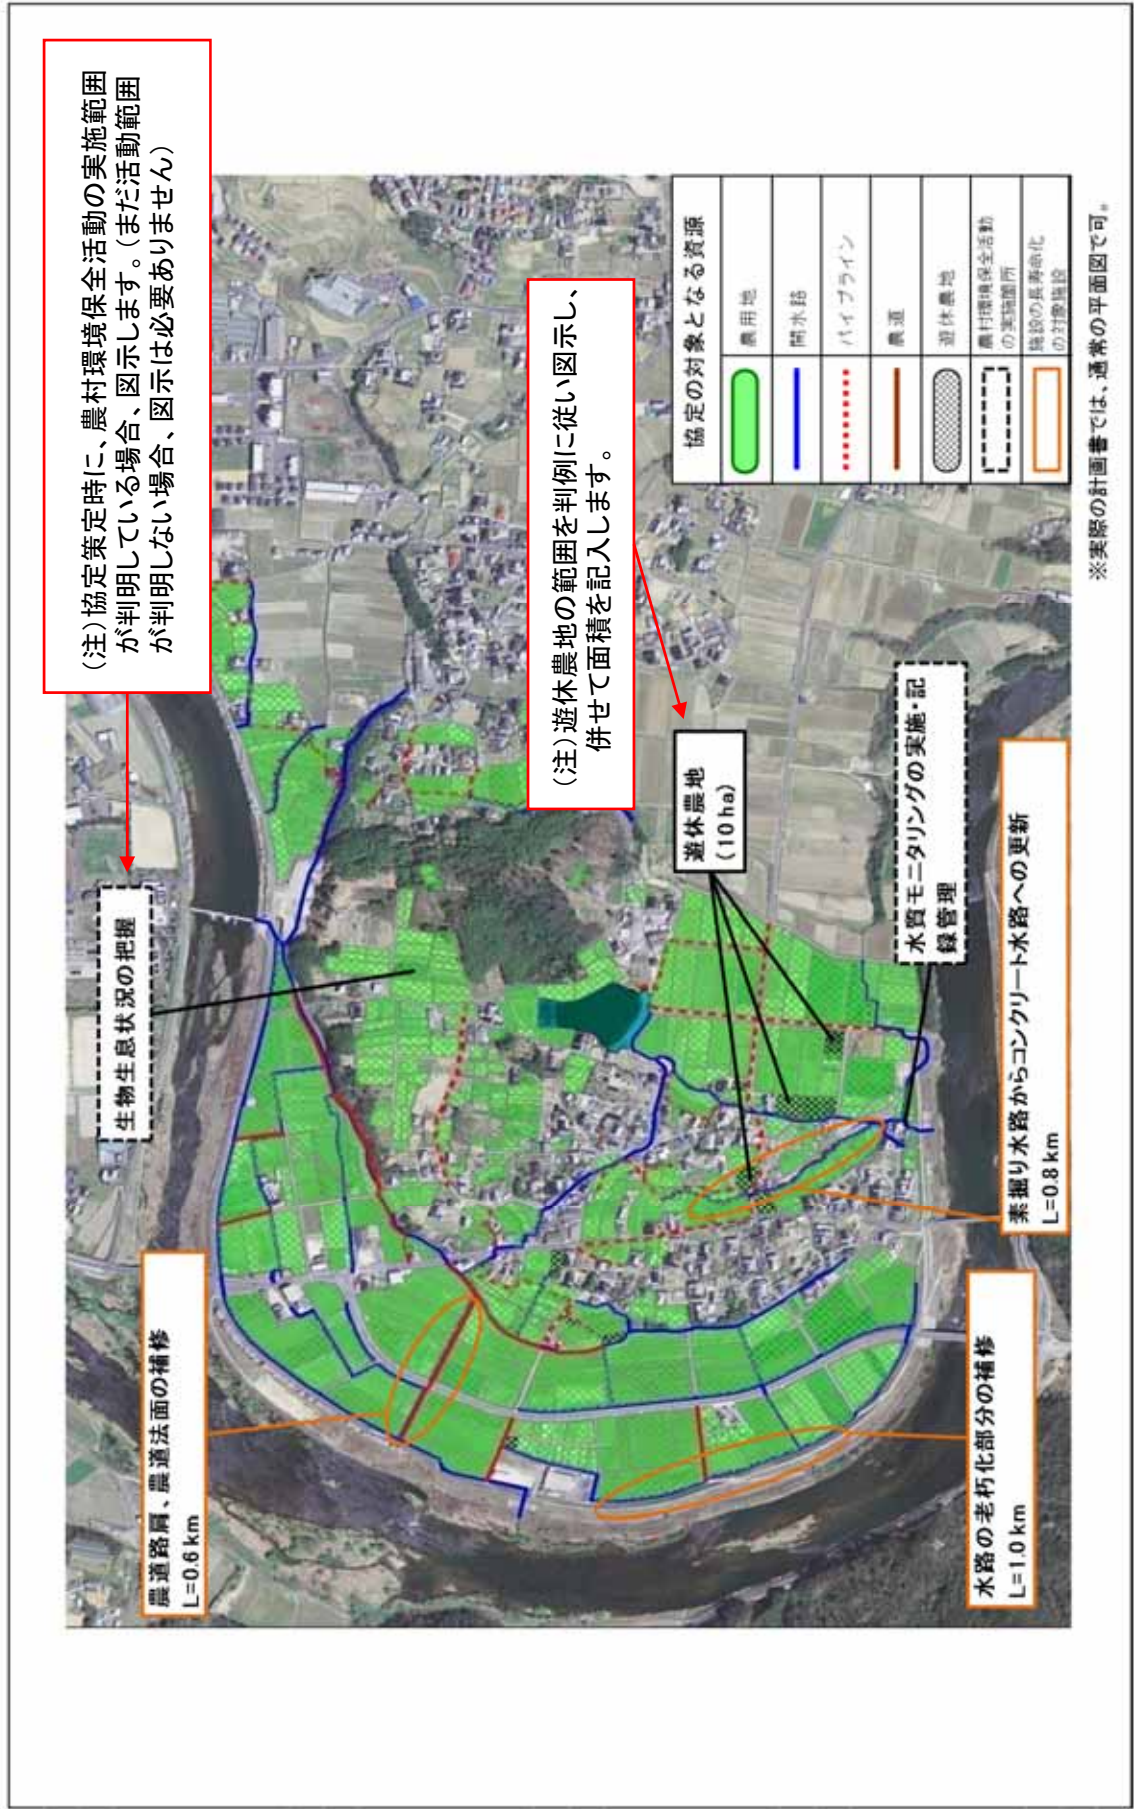 (注)協定策定時に、農村環境保全活動の実施範囲
が判明している場合、図示します。(まだ活動範囲
が判明しない場合、図示は必要ありません)
生物生息状況の把握
農道路肩、農道法面の補修
L=0.6km
(注)遊休農地の範囲を判例に従い図示し、
併せて面積を記入します。
遊休農地
(10ha)
水質モニタリングの実施・記
録管理
素掘り水路からコンクリート水路への更新
L=0.8km
水路の老朽化部分の補修
L=1.0km
協定の対象となる資源
農用地
開水路
パイプライン
農道
遊休農地
農村環境保全活動
の実施箇所
施設の長寿命化
の対象施設
※実際の計画書では、通常の平面図で可。